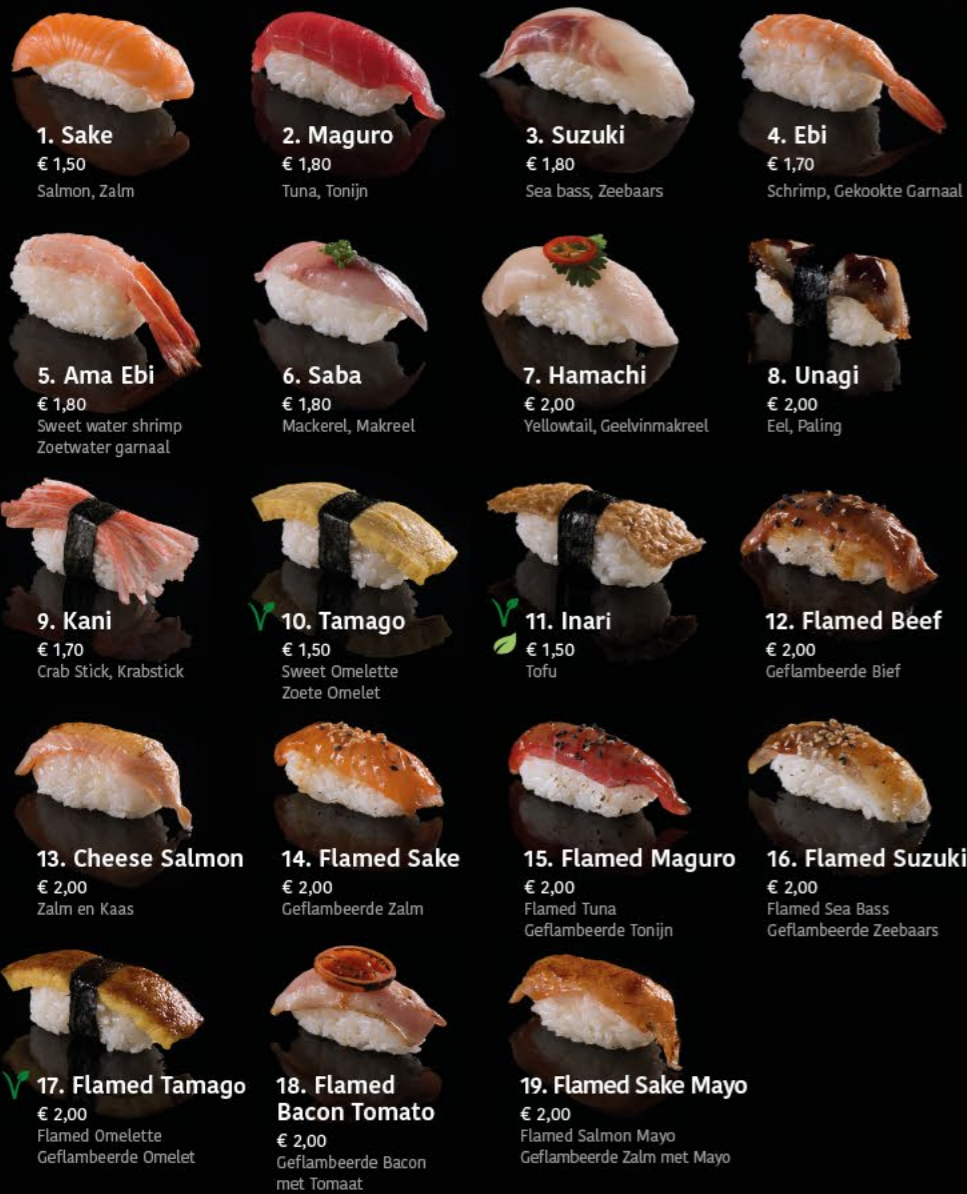 1. Sake
€ 1,50
Salmon, Zalm
2. Maguro
€ 1,80
Tuna, Tonijn
3. Suzuki
€ 1,80
Sea bass, Zeebaars
4. Ebi
€ 1,70
Schrimp, Gekookte Garnaal
5. Ama Ebi
€ 1,80
Sweet water shrimp
Zoetwater garnaal
6. Saba
€ 1,80
Mackerel, Makreel
7. Hamachi
€ 2,00
Yellowtail, Geelvinmakreel
8. Unagi
€ 2,00
Eel, Paling
9. Kani
€ 1,70
Crab Stick, Krabstick
10. Tamago
€ 1,50
Sweet Omelette
Zoete Omelet
11. Inari
€ 1,50
Tofu
12. Flamed Beef
€ 2,00
Geflambeerde Bief
13. Cheese Salmon
€ 2,00
Zalm en Kaas
14. Flamed Sake
€ 2,00
Geflambeerde Zalm
15. Flamed Maguro
€ 2,00
Flamed Tuna
Geflambeerde Tonijn
16. Flamed Suzuki
€ 2,00
Flamed Sea Bass
Geflambeerde Zeebaars
17. Flamed Tamago
€ 2,00
Flamed Omelette
Geflambeerde Omelet
18. Flamed
Bacon Tomato
€ 2,00
Geflambeerde Bacon
met Tomaat
19. Flamed Sake Mayo
€ 2,00
Flamed Salmon Mayo
Geflambeerde Zalm met Mayo